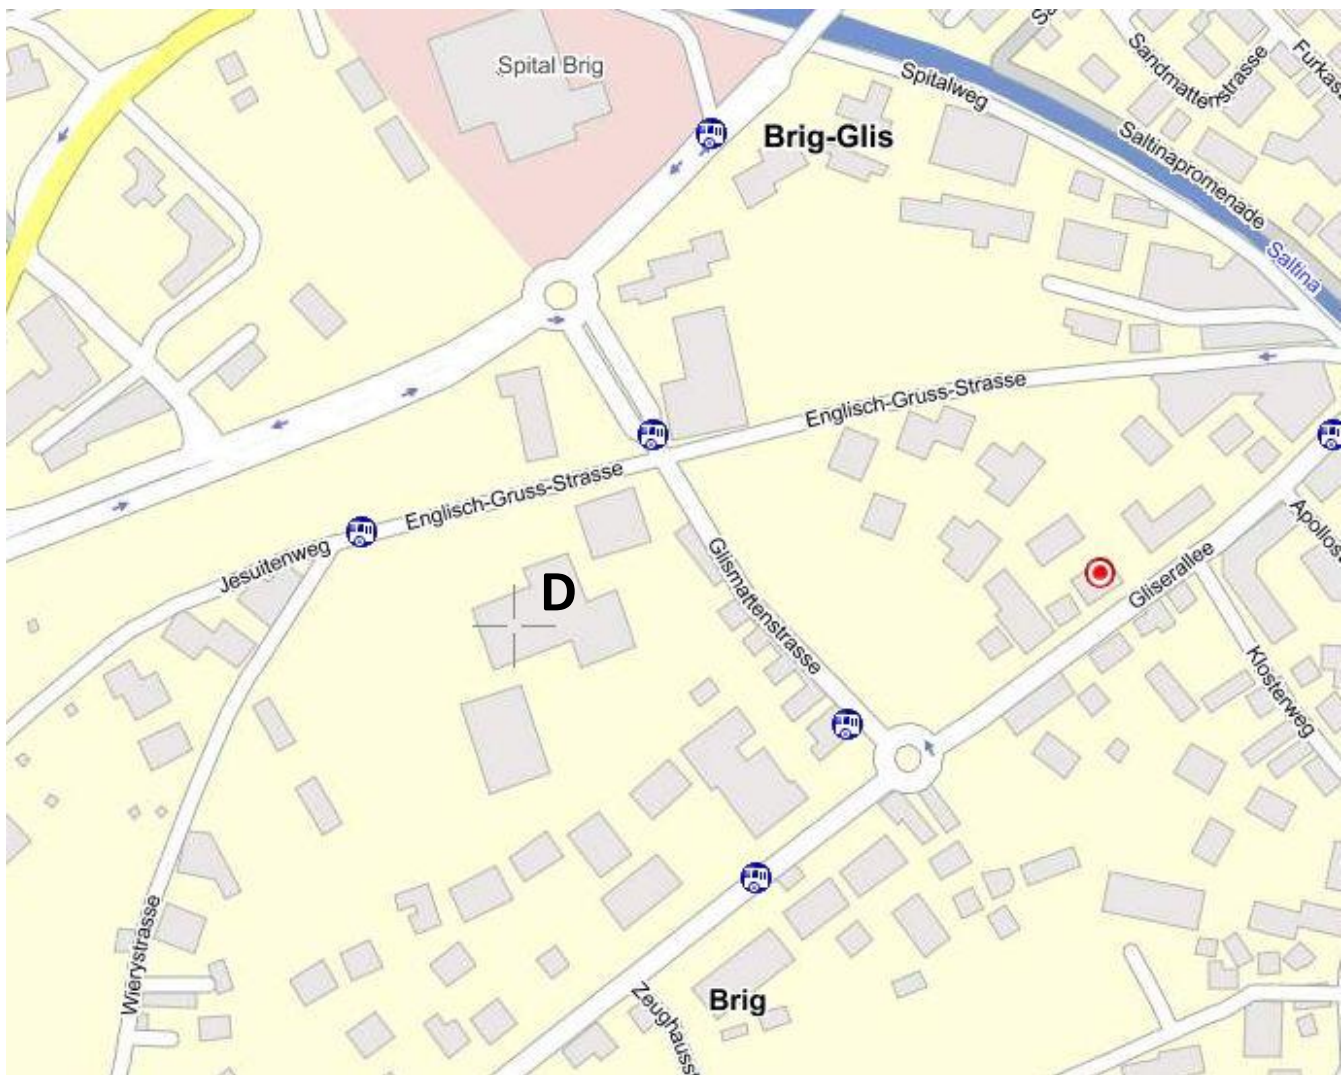 Spital Brig
Brig-Glis
Spitalweg
Sandmattenstrasse
Saltinapromenade
Saltina
Englisch-Gruss-Strasse
Englisch-Gruss-Strasse
Jesuitenweg
D
Glismattenstrasse
Gliserallee
Klosterweg
Wierystrasse
Brig